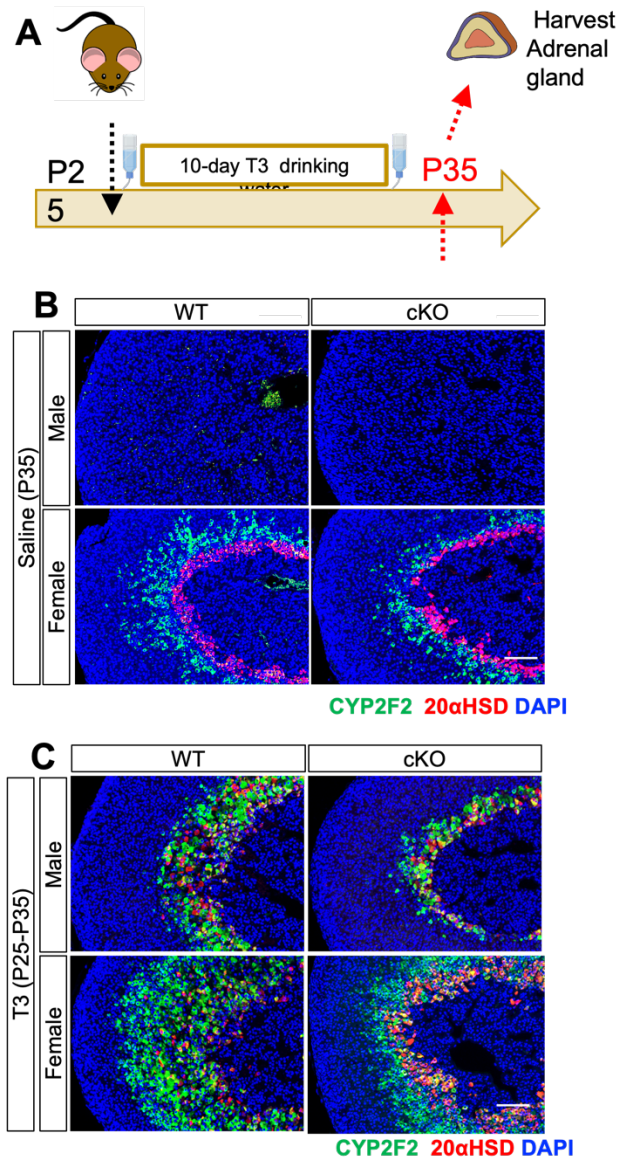 A
Harvest
Adrenal
gland
P2
5
10-day T3 drinking
water
P35
B
WT
cKO
Saline (P35)
Male
Female
CYP2F2 20αHSD DAPI
C
WT
cKO
T3 (P25-P35)
Male
Female
CYP2F2 20αHSD DAPI